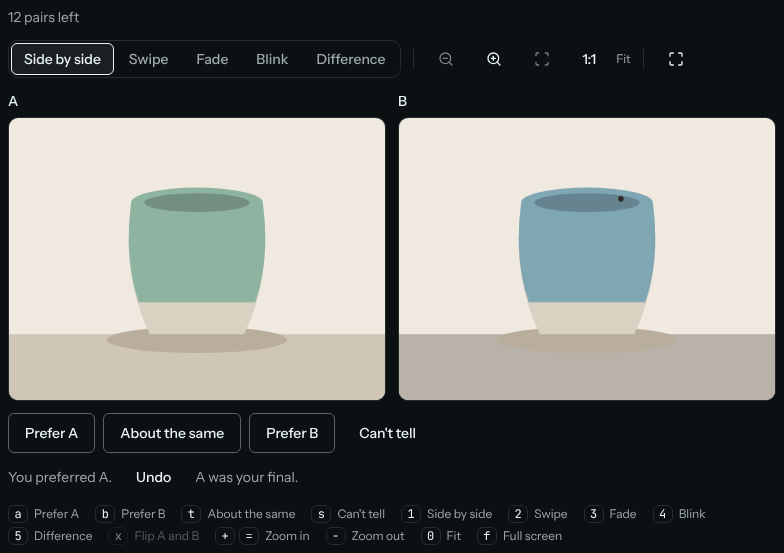 12 pairs left
Side by side Swipe Fade Blink Difference 1:1 Fit
A B
Prefer A About the same Prefer B Can't tell
You preferred A. Undo A was your final.
a Prefer A b Prefer B t About the same s Can't tell 1 Side by side 2 Swipe 3 Fade 4 Blink
5 Difference x Flip A and B + = Zoom in - Zoom out 0 Fit f Full screen